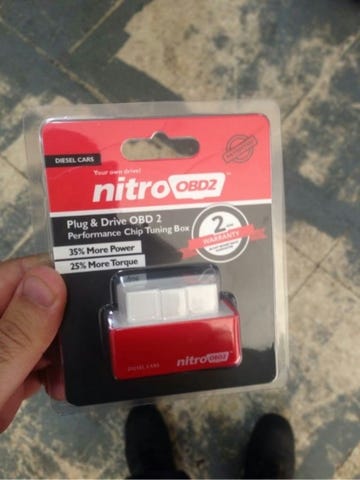 DIESEL CARS
Your own drive!
nitro OBD2
Plug & Drive OBD 2
Performance Chip Tuning Box
35% More Power
25% More Torque
2
WARRANTY
DIESEL CARS
nitro OBD2